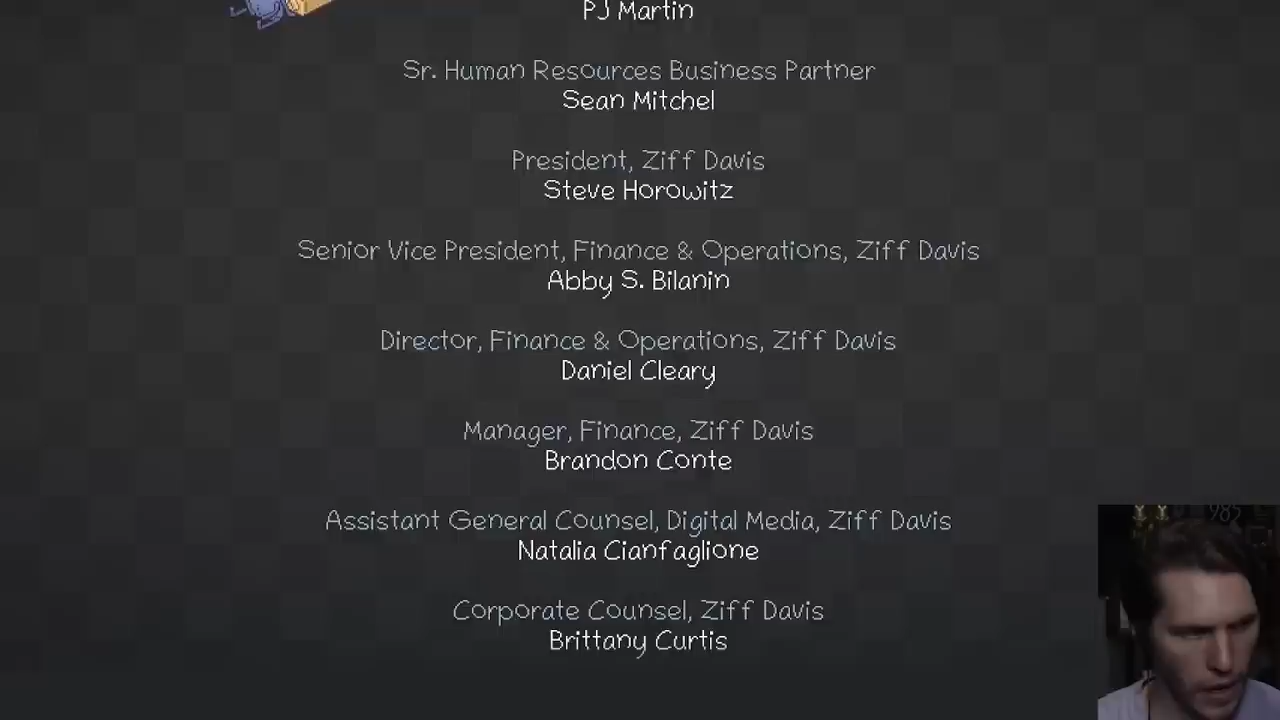 PJ Martin
Sr. Human Resources Business Partner
Sean Mitchel
President, Ziff Davis
Steve Horowitz
Senior Vice President, Finance & Operations, Ziff Davis
Abby S. Bilanin
Director, Finance & Operations, Ziff Davis
Daniel Cleary
Manager, Finance, Ziff Davis
Brandon Conte
Assistant General Counsel, Digital Media, Ziff Davis
Natalia Cianfaglione
Corporate Counsel, Ziff Davis
Brittany Curtis